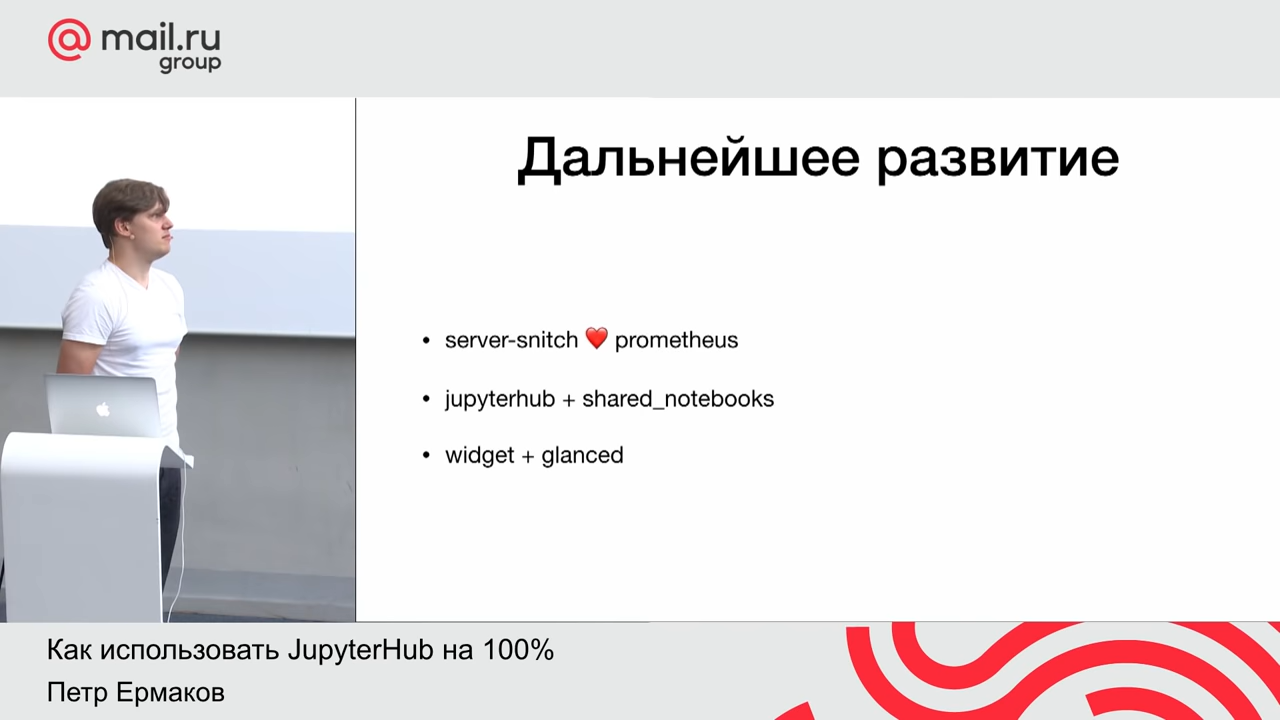 mail.ru
group
Дальнейшее развитие
• server-snitch ❤️ prometheus
• jupyterhub + shared_notebooks
• widget + glanced
Как использовать JupyterHub на 100%
Петр Ермаков